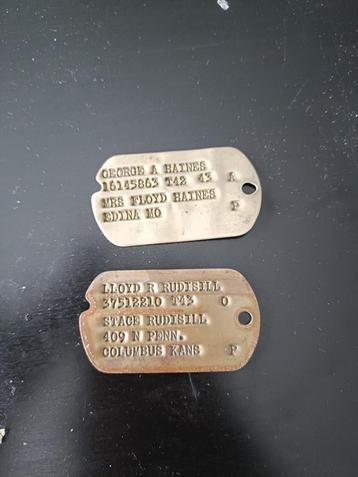 GEORGE A HAINES
16145863 T42 43 A
MRS FLOYD HAINES
EDINA MO P
LLOYD R RUDISILL
37512210 T43 O
STACE RUDISILL
409 N PENN.
COLUMBUS KANS P